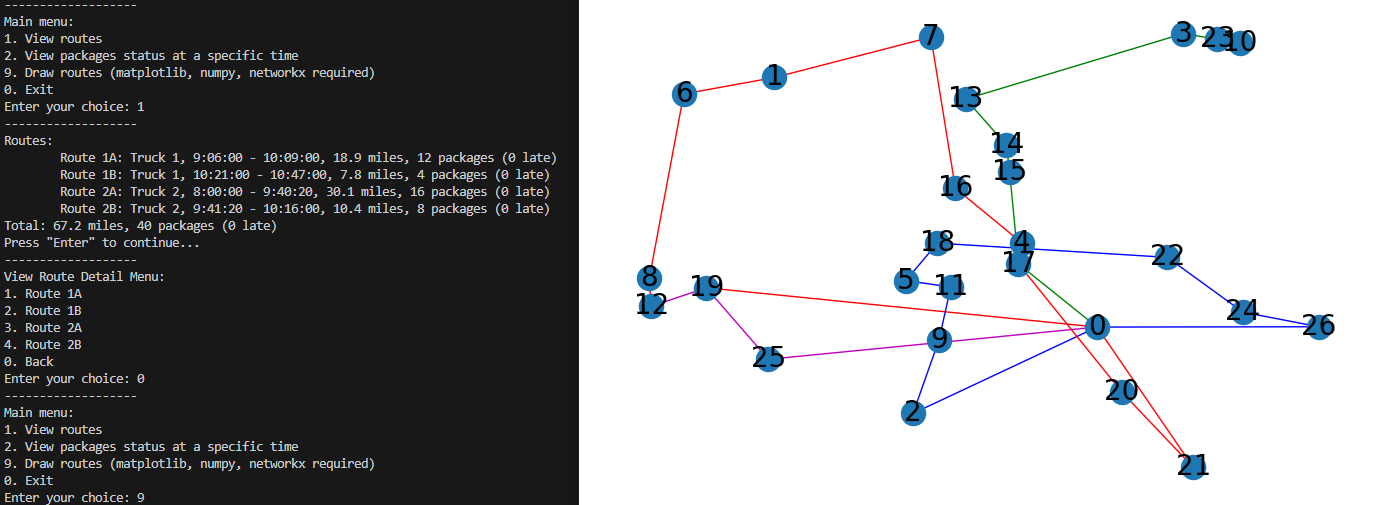 -------------------
Main menu:
1. View routes
2. View packages status at a specific time
9. Draw routes (matplotlib, numpy, networkx required)
0. Exit
Enter your choice: 1
-------------------
Routes:
        Route 1A: Truck 1, 9:06:00 - 10:09:00, 18.9 miles, 12 packages (0 late)
        Route 1B: Truck 1, 10:21:00 - 10:47:00, 7.8 miles, 4 packages (0 late)
        Route 2A: Truck 2, 8:00:00 - 9:40:20, 30.1 miles, 16 packages (0 late)
        Route 2B: Truck 2, 9:41:20 - 10:16:00, 10.4 miles, 8 packages (0 late)
Total: 67.2 miles, 40 packages (0 late)
Press "Enter" to continue...
-------------------
View Route Detail Menu:
1. Route 1A
2. Route 1B
3. Route 2A
4. Route 2B
0. Back
Enter your choice: 0
-------------------
Main menu:
1. View routes
2. View packages status at a specific time
9. Draw routes (matplotlib, numpy, networkx required)
0. Exit
Enter your choice: 9
7
3
23
10
1
6
13
14
15
16
18
4
22
17
5
11
8
19
12
24
0
26
9
25
20
2
21